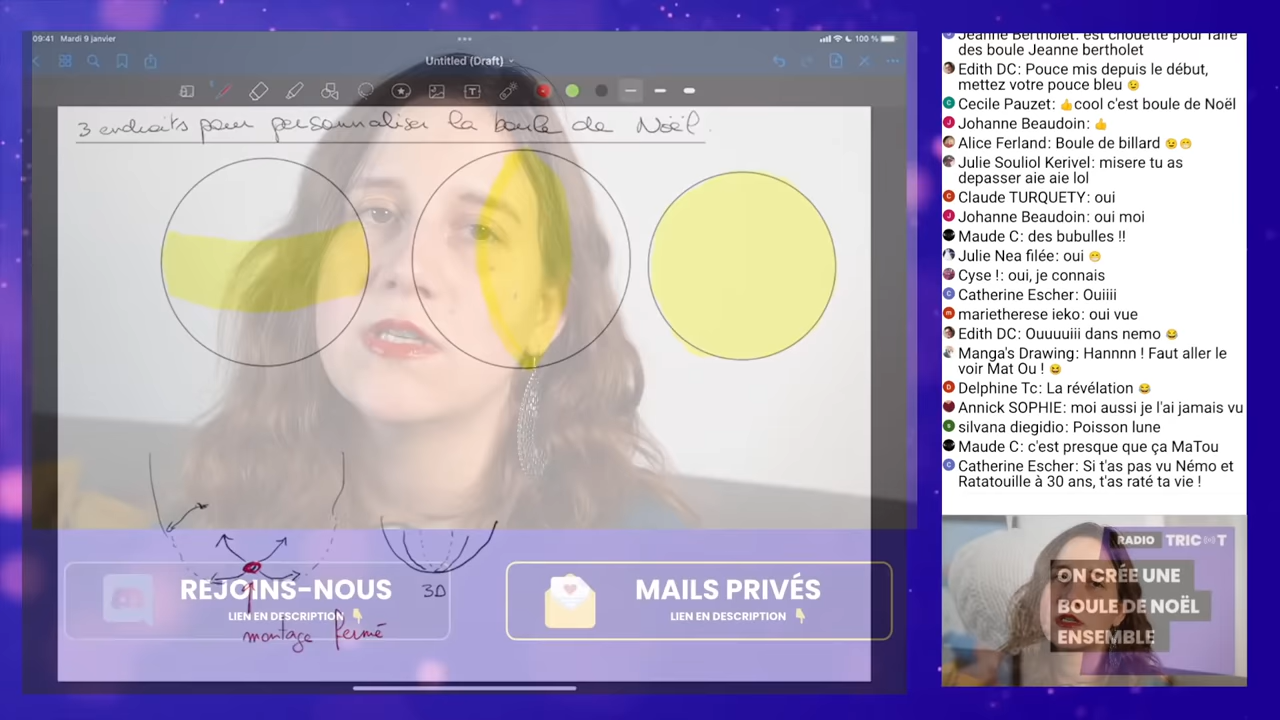 09:41 Mardi 9 janvier
100 %
Untitled (Draft)
3 endroits pour personnaliser la boule de Noël.
3D
montage fermé
REJOINS-NOUS
LIEN EN DESCRIPTION 👇
MAILS PRIVÉS
LIEN EN DESCRIPTION 👇
Jeanne Bertholet: est chouette pour faire
des boule Jeanne bertholet
Edith DC: Pouce mis depuis le début,
mettez votre pouce bleu 😉
Cecile Pauzet: 👍cool c'est boule de Noël
Johanne Beaudoin: 👍
Alice Ferland: Boule de billard 😉😁
Julie Souliol Kerivel: misere tu as
depasser aie aie lol
Claude TURQUETY: oui
Johanne Beaudoin: oui moi
Maude C: des bubulles !!
Julie Nea filée: oui 😁
Cyse !: oui, je connais
Catherine Escher: Ouiiii
marietherese ieko: oui vue
Edith DC: Ouuuuiii dans nemo 😂
Manga's Drawing: Hannnn ! Faut aller le
voir Mat Ou ! 😆
Delphine Tc: La révélation 😂
Annick SOPHIE: moi aussi je l'ai jamais vu
silvana diegidio: Poisson lune
Maude C: c'est presque que ça MaTou
Catherine Escher: Si t'as pas vu Némo et
Ratatouille à 30 ans, t'as raté ta vie !
RADIO TRICOT
ON CRÉE UNE
BOULE DE NOËL
ENSEMBLE